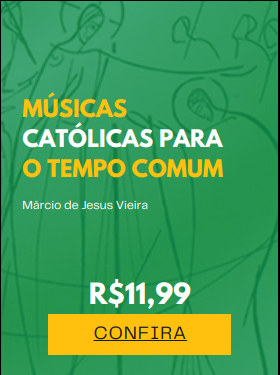 MÚSICAS
CATÓLICAS PARA
O TEMPO COMUM
Márcio de Jesus Vieira
R$11,99
CONFIRA